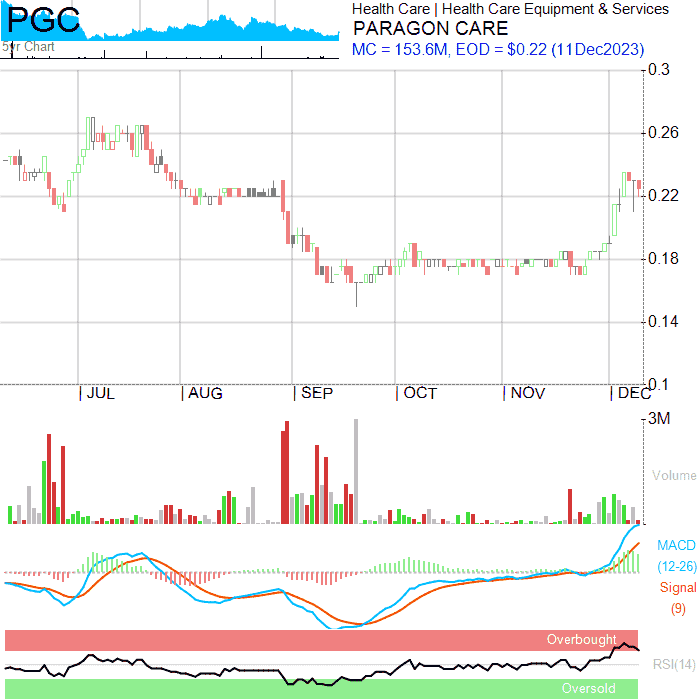 PGC
5yr Chart
Health Care | Health Care Equipment & Services
PARAGON CARE
MC = 153.6M, EOD = $0.22 (11Dec2023)
0.3
0.26
0.22
0.18
0.14
0.1
JUL AUG SEP OCT NOV DEC
3M
Volume
MACD
(12-26)
Signal
(9)
Overbought
RSI(14)
Oversold